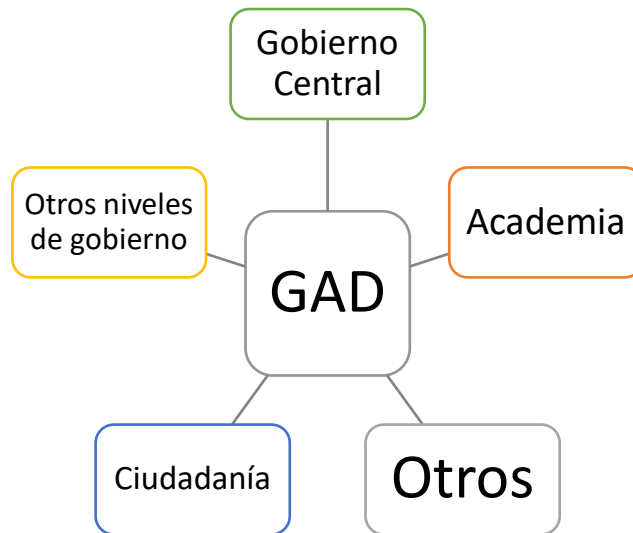 Gobierno
Central
Otros niveles
de gobierno
Academia
GAD
Ciudadanía
Otros